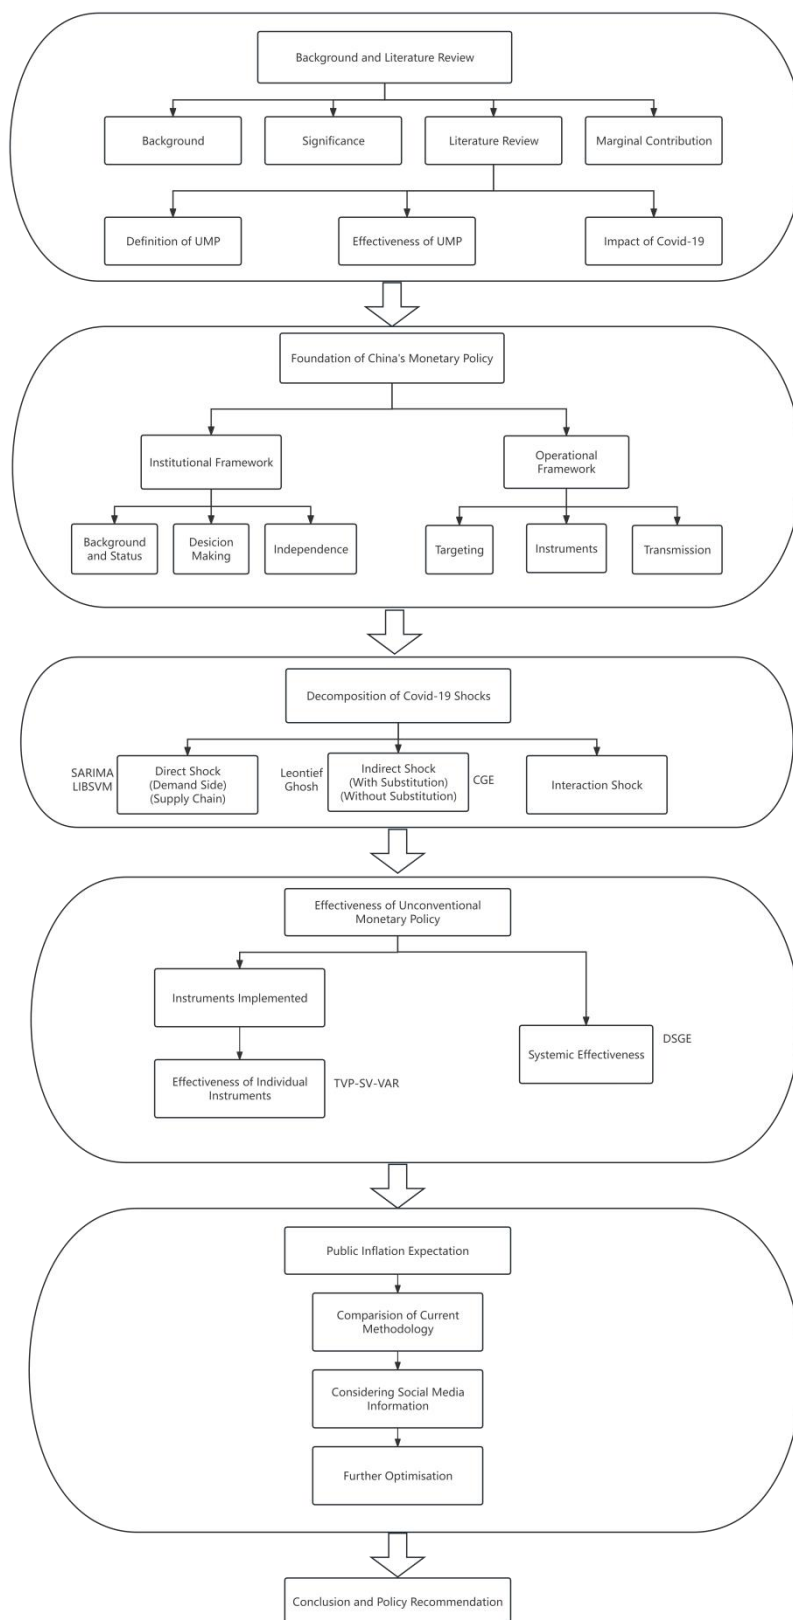 Background and Literature Review
Background
Significance
Literature Review
Marginal Contribution
Definition of UMP
Effectiveness of UMP
Impact of Covid-19
Foundation of China's Monetary Policy
Institutional Framework
Operational
Framework
Background
and Status
Desicion
Making
Independence
Targeting
Instruments
Transmission
Decomposition of Covid-19 Shocks
SARIMA
LIBSVM
Direct Shock
(Demand Side)
(Supply Chain)
Leontief
Ghosh
Indirect Shock
(With Substitution)
(Without Substitution)
CGE
Interaction Shock
Effectiveness of Unconventional
Monetary Policy
Instruments Implemented
Systemic Effectiveness
DSGE
Effectiveness of Individual
Instruments
TVP-SV-VAR
Public Inflation Expectation
Comparision of Current
Methodology
Considering Social Media
Information
Further Optimisation
Conclusion and Policy Recommendation